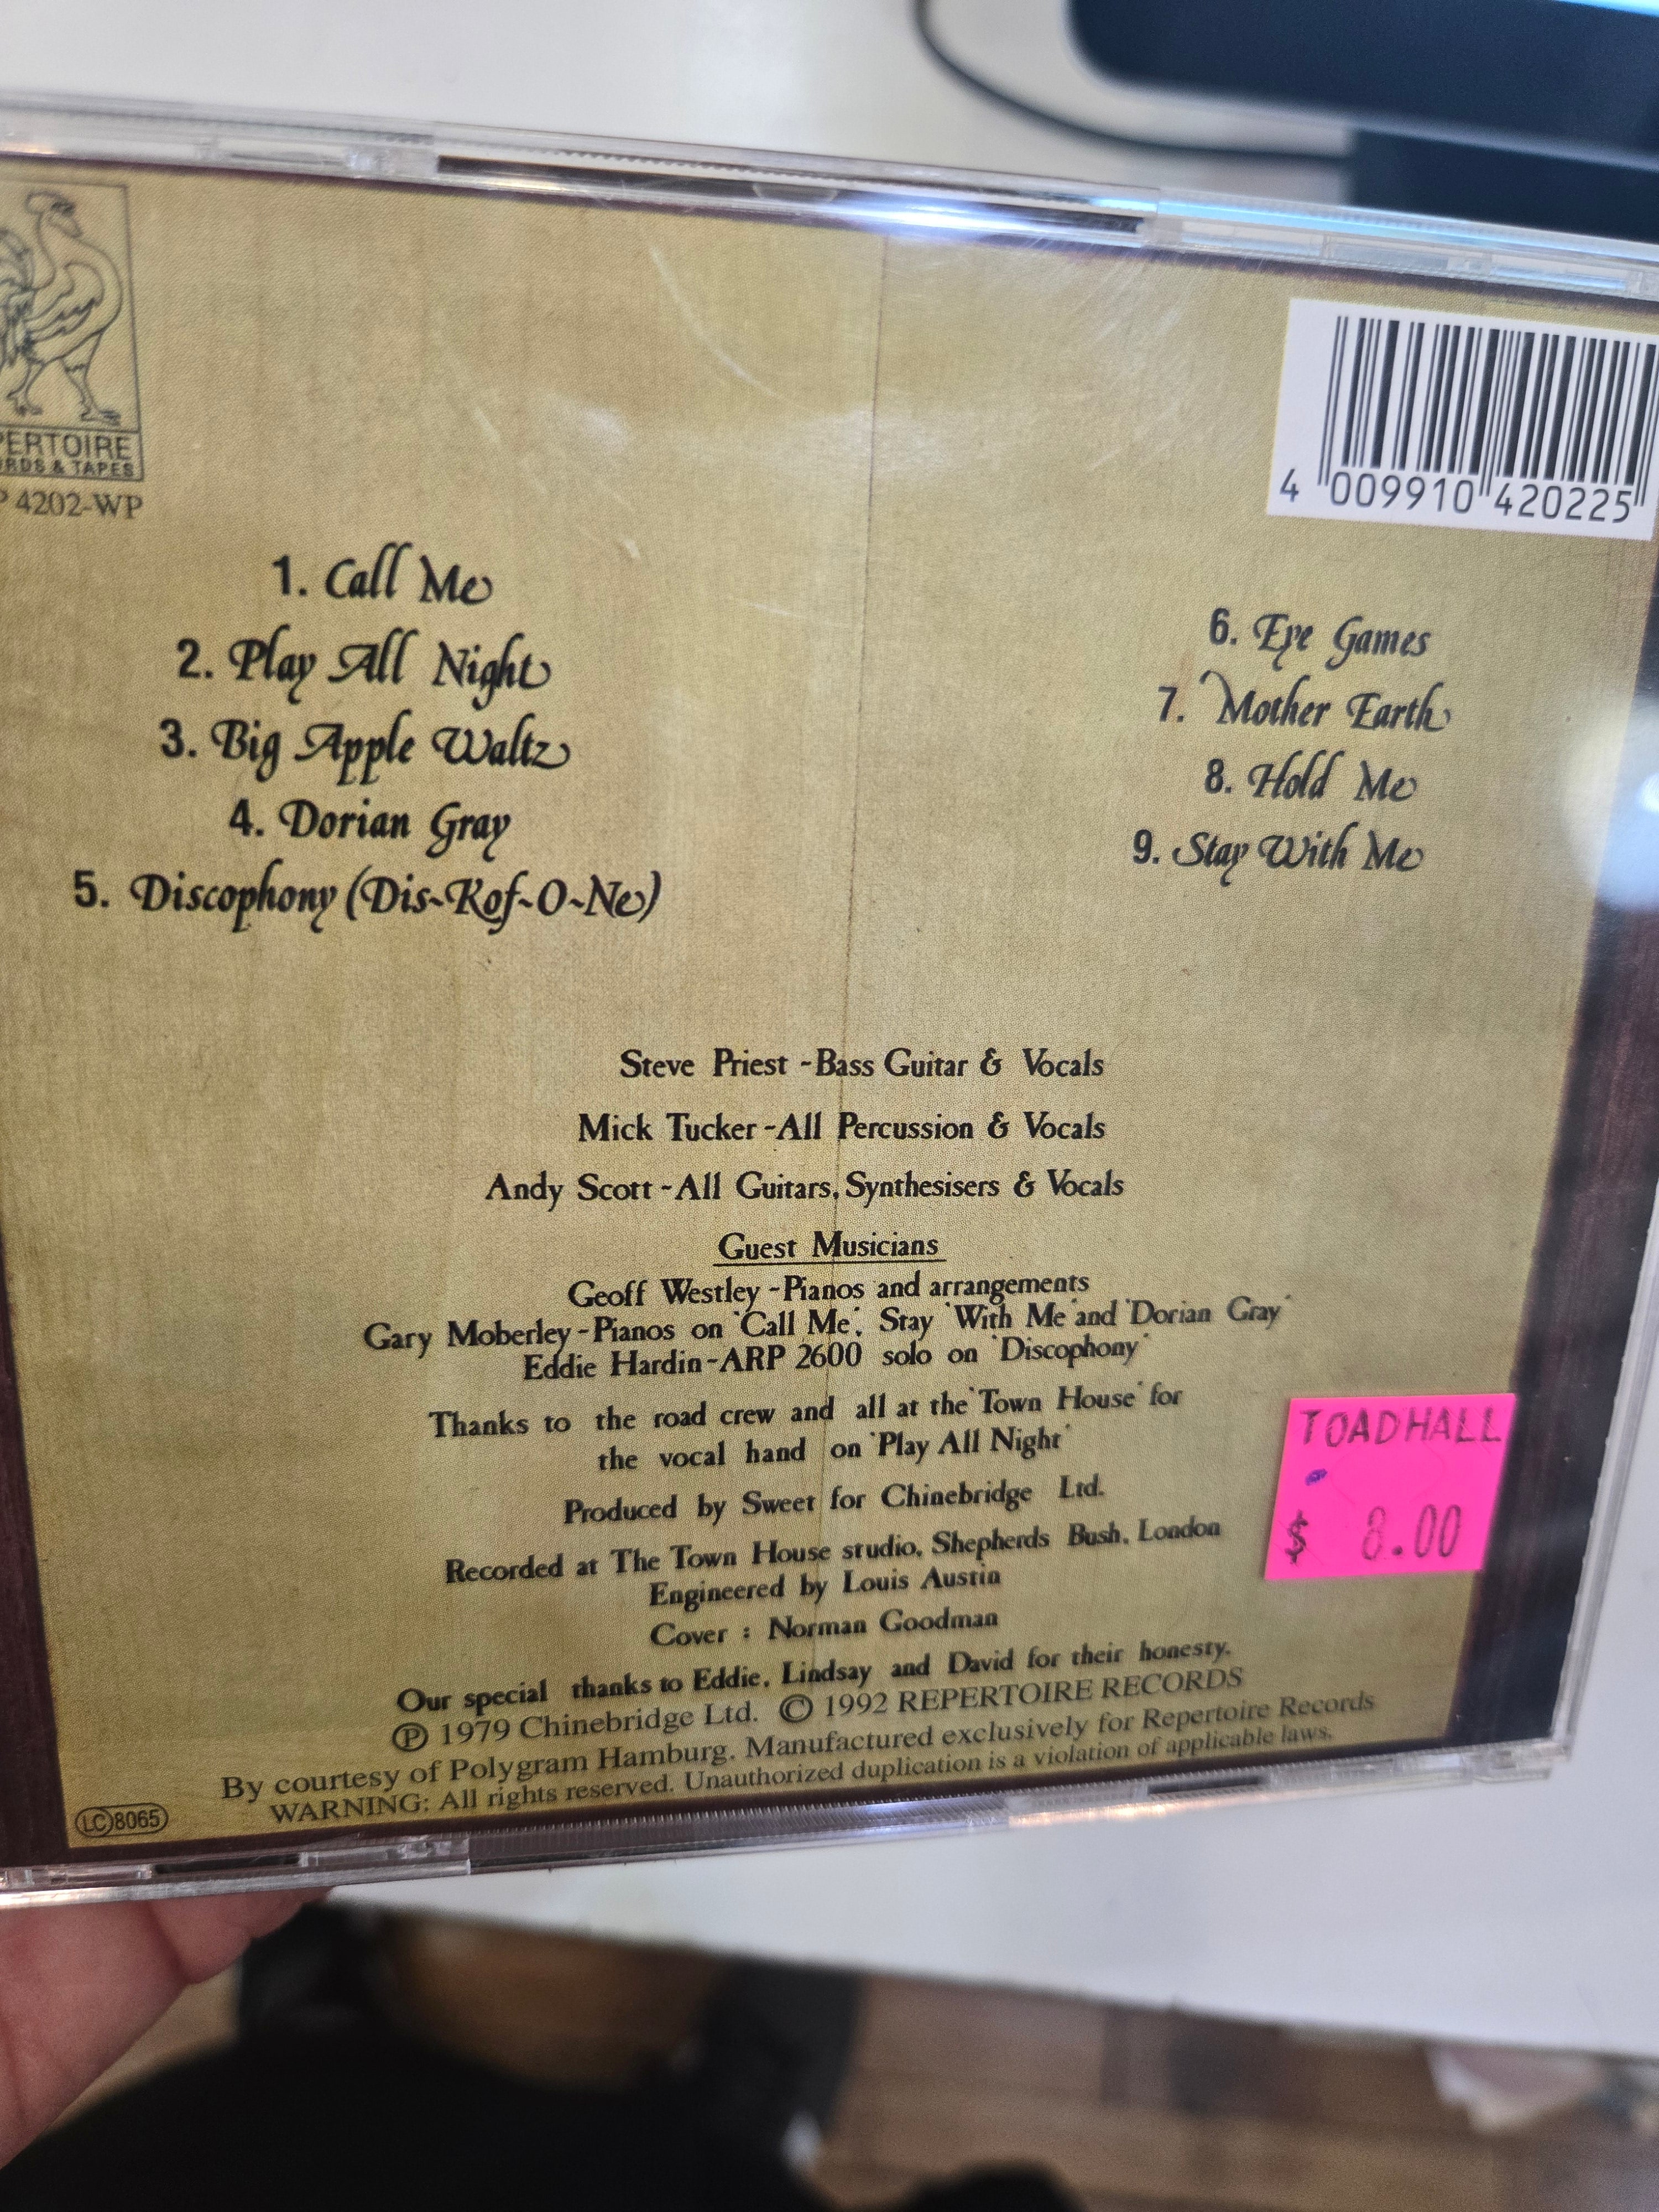 PERTOIRE
RDS & TAPES
P 4202-WP
4 009910 420225
1. Call Me
2. Play All Night
3. Big Apple Waltz
4. Dorian Gray
5. Discophony (Dis-Kof-O-Ne)
6. Eye Games
7. Mother Earth
8. Hold Me
9. Stay With Me
Steve Priest -Bass Guitar & Vocals
Mick Tucker -All Percussion & Vocals
Andy Scott -All Guitars, Synthesisers & Vocals
Guest Musicians
Geoff Westley -Pianos and arrangements
Gary Moberley -Pianos on 'Call Me', Stay 'With Me' and 'Dorian Gray'
Eddie Hardin-ARP 2600 solo on 'Discophony'
Thanks to the road crew and all at the 'Town House' for
the vocal hand on 'Play All Night'
Produced by Sweet for Chinebridge Ltd.
Recorded at The Town House studio, Shepherds Bush, London
Engineered by Louis Austin
Cover : Norman Goodman
Our special thanks to Eddie, Lindsay and David for their honesty.
Ⓟ 1979 Chinebridge Ltd. © 1992 REPERTOIRE RECORDS
By courtesy of Polygram Hamburg. Manufactured exclusively for Repertoire Records
WARNING: All rights reserved. Unauthorized duplication is a violation of applicable laws.
LC 8065
TOADHALL
$ 8.00